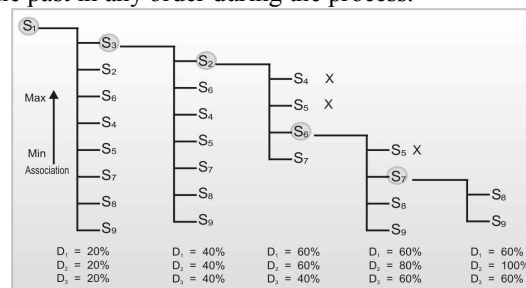 the past in any order during the process.
S₁
S₃
S₂
S₆
S₄
S₅
S₇
S₈
S₉
Max
Min
Association
D₁ = 20%
D₂ = 20%
D₃ = 20%
S₂
S₆
S₄
S₅
S₇
S₈
S₉
D₁ = 40%
D₂ = 40%
D₃ = 40%
S₄ X
S₅ X
S₆
S₇
D₁ = 60%
D₂ = 60%
D₃ = 40%
S₅ X
S₇
S₈
S₉
D₁ = 60%
D₂ = 80%
D₃ = 60%
S₈
S₉
D₁ = 60%
D₂ = 100%
D₃ = 60%